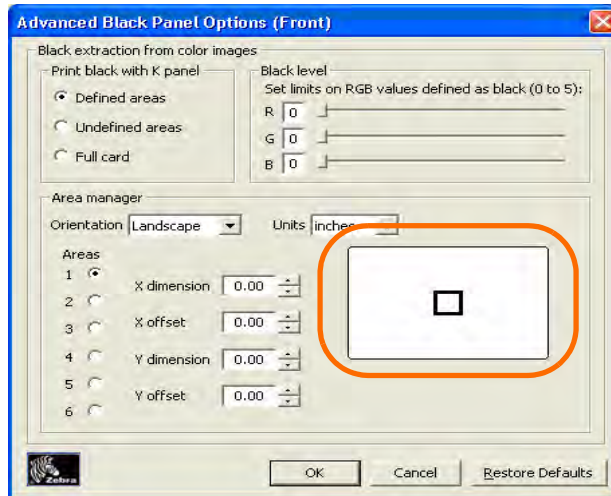 Advanced Black Panel Options (Front)
Black extraction from color images
Print black with K panel
Defined areas
Undefined areas
Full card
Black level
Set limits on RGB values defined as black (0 to 5):
R 0
G 0
B 0
Area manager
Orientation Landscape Units inches
Areas
1
2
3
4
5
6
X dimension 0.00
X offset 0.00
Y dimension 0.00
Y offset 0.00
Zebra
OK Cancel Restore Defaults